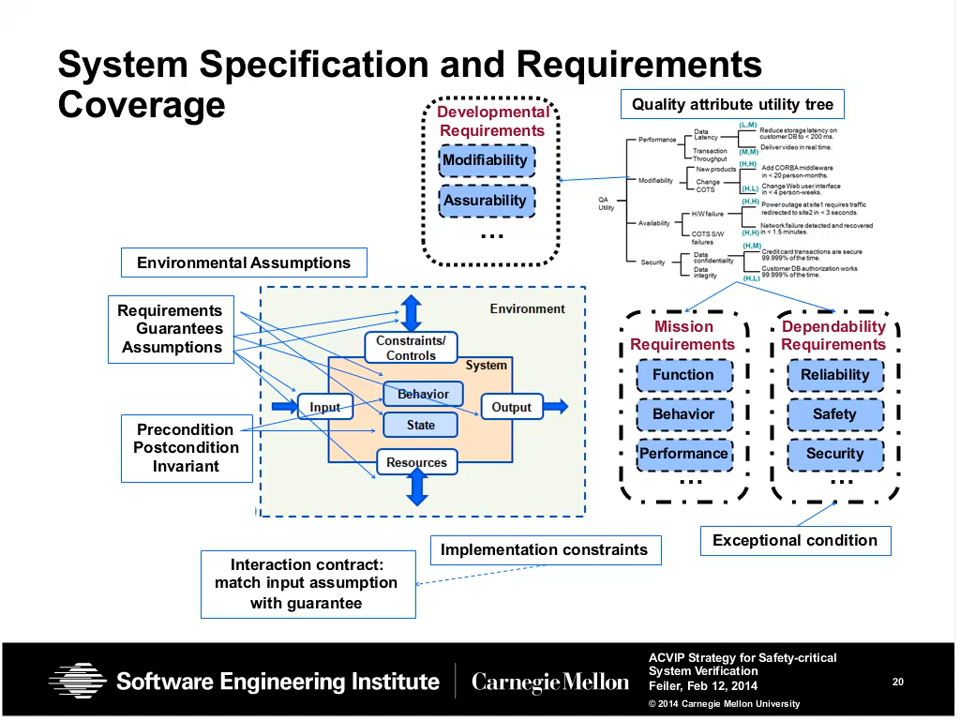 System Specification and Requirements
Coverage
Developmental
Requirements
Modifiability
Assurability
...
Quality attribute utility tree
QA
Utility
Performance
Data
Latency
(L,M)
Reduce storage latency on
customer DB to < 200 ms.
Transaction
Throughput
(M,M)
Deliver video in real time.
Modifiability
New products
(H,H)
Add CORBA middleware
in < 20 person-months.
Change
COTS
(H,L)
Change Web user interface
in < 4 person-weeks.
Availability
H/W failure
(H,H)
Power outage at site1 requires traffic
redirected to site2 in < 3 seconds.
COTS S/W
failures
(H,H)
Network failure detected and recovered
in < 1.5 minutes.
Security
Data
confidentiality
(H,M)
Credit card transactions are secure
99.999% of the time.
Data
integrity
(H,L)
Customer DB authorization works
99.999% of the time.
Environmental Assumptions
Requirements
Guarantees
Assumptions
Precondition
Postcondition
Invariant
Environment
Constraints/
Controls
System
Behavior
State
Input
Output
Resources
Mission
Requirements
Function
Behavior
Performance
...
Dependability
Requirements
Reliability
Safety
Security
...
Exceptional condition
Implementation constraints
Interaction contract:
match input assumption
with guarantee
Software Engineering Institute
Carnegie Mellon
ACVIP Strategy for Safety-critical
System Verification
Feiler, Feb 12, 2014
© 2014 Carnegie Mellon University
20